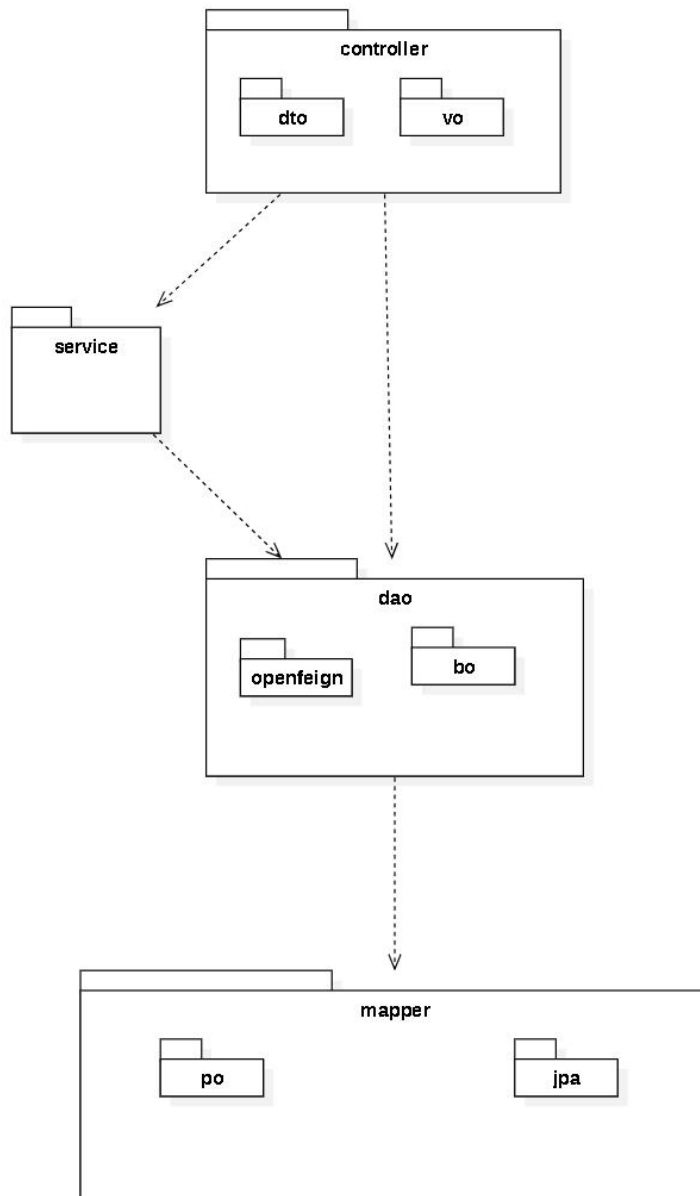 controller
dto
vo
service
dao
openfeign
bo
mapper
po
jpa